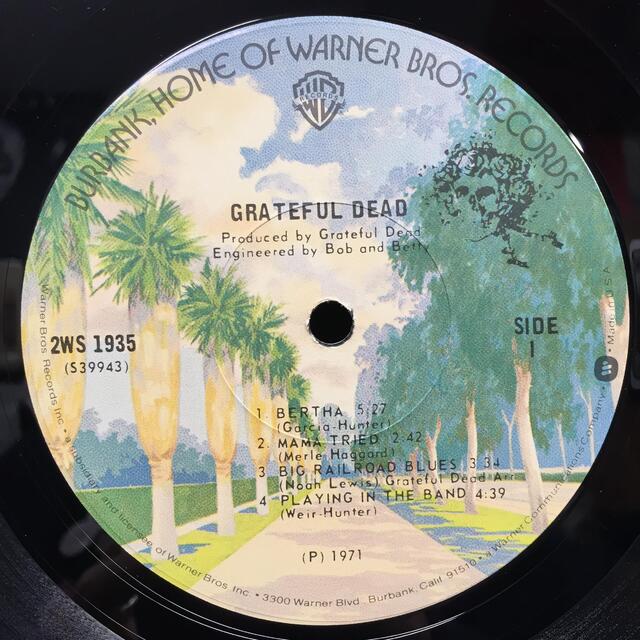 BURBANK, HOME OF WARNER BROS. RECORDS
WB
RECORDS
GRATEFUL DEAD
Produced by Grateful Dead
Engineered by Bob and Betty
2WS 1935
(S39943)
SIDE
1
1. BERTHA 5:27
(Garcia-Hunter)
2. MAMA TRIED 2:42
(Merle Haggard)
3 BIG RAILROAD BLUES 3:34
(Noah Lewis) Grateful Dead Arr.
4 PLAYING IN THE BAND 4:39
(Weir-Hunter)
(P) 1971
Warner Bros Records Inc. • a subsidiary and licensee of Warner Bros Inc. • 3300 Warner Blvd., Burbank, Calif. 91510 • a Warner Communications Company • Made in U.S.A.